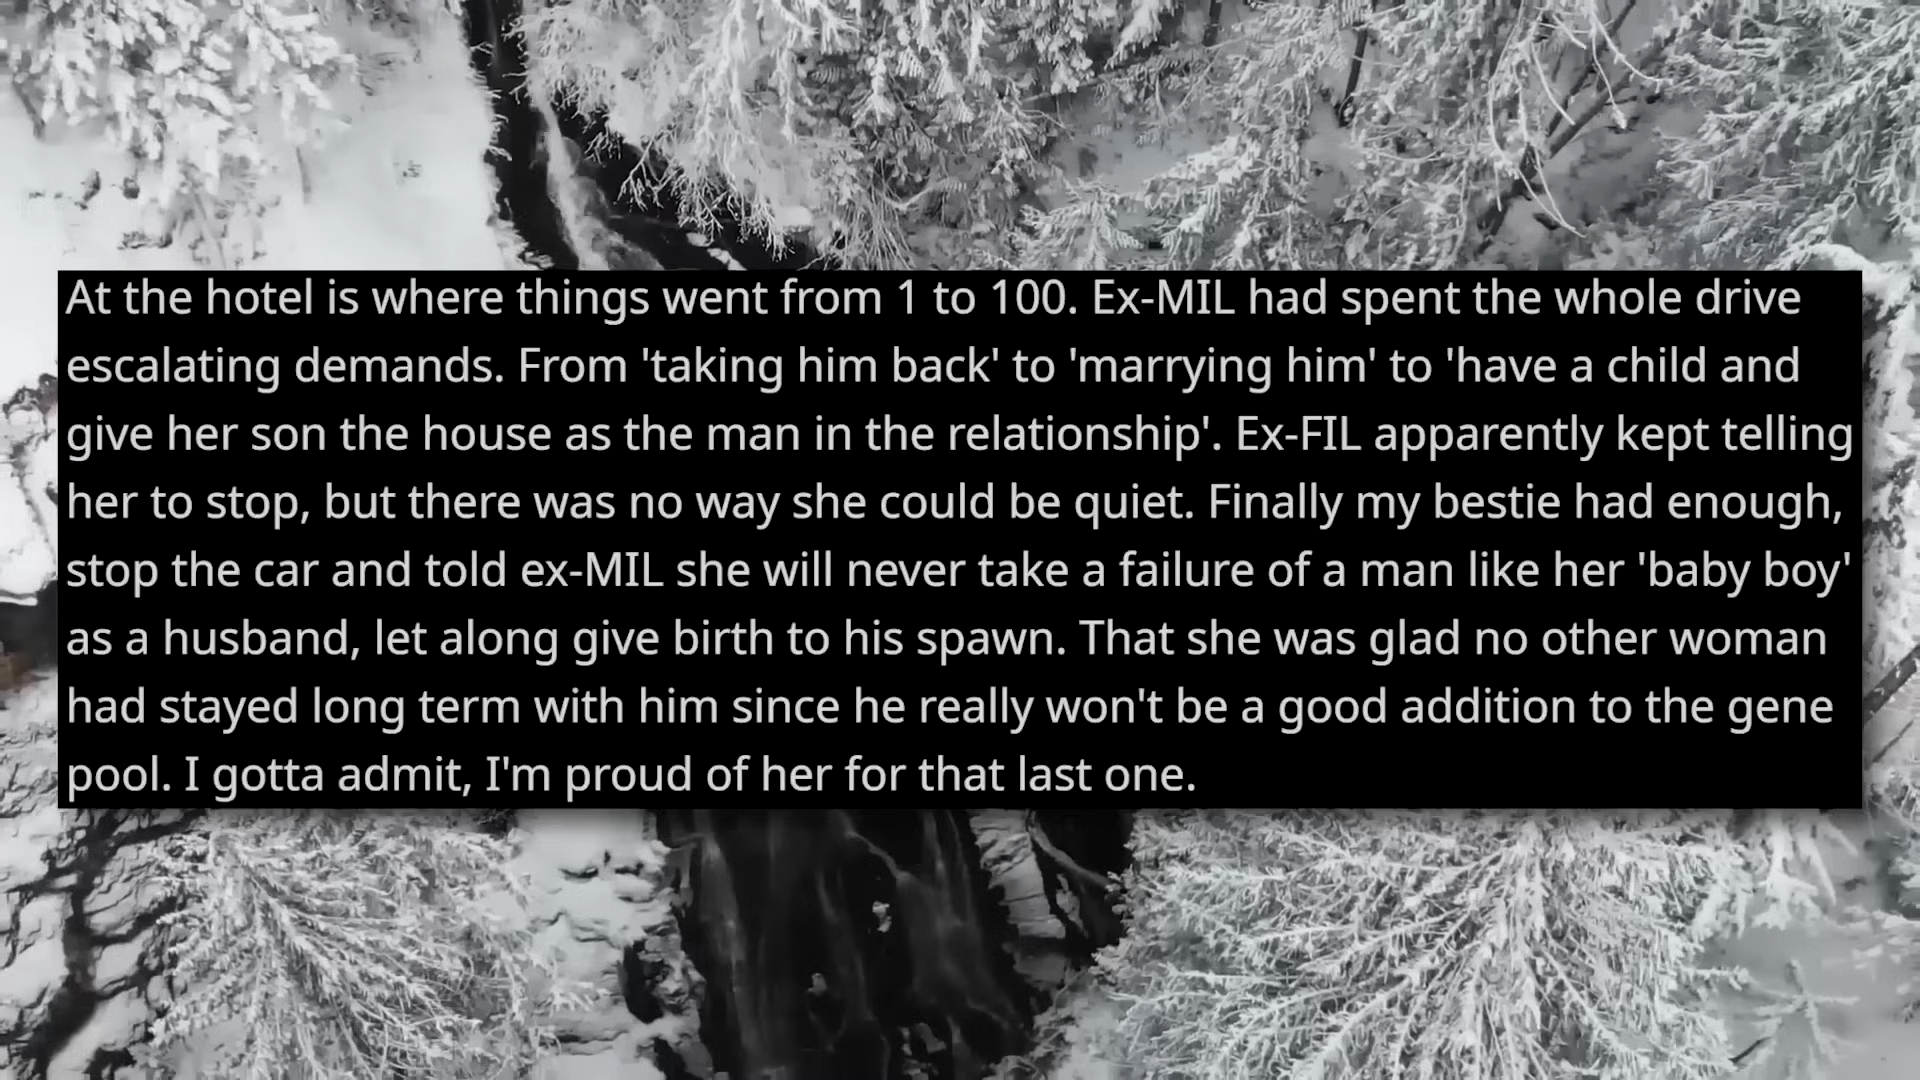 At the hotel is where things went from 1 to 100. Ex-MIL had spent the whole drive
escalating demands. From 'taking him back' to 'marrying him' to 'have a child and
give her son the house as the man in the relationship'. Ex-FIL apparently kept telling
her to stop, but there was no way she could be quiet. Finally my bestie had enough,
stop the car and told ex-MIL she will never take a failure of a man like her 'baby boy'
as a husband, let along give birth to his spawn. That she was glad no other woman
had stayed long term with him since he really won't be a good addition to the gene
pool. I gotta admit, I'm proud of her for that last one.